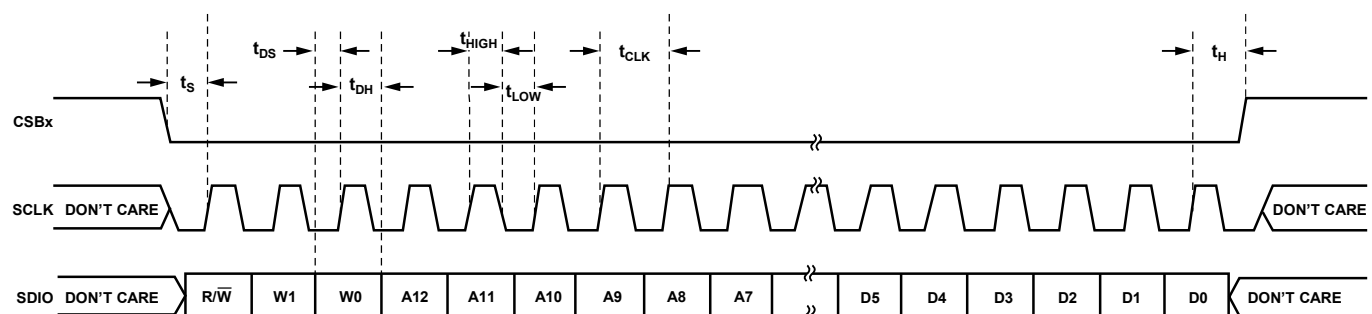 tDS
tHIGH
tCLK
tH
tS
tDH
tLOW
CSBx
SCLK DON'T CARE DON'T CARE
SDIO DON'T CARE R/W̅ W1 W0 A12 A11 A10 A9 A8 A7 D5 D4 D3 D2 D1 D0 DON'T CARE